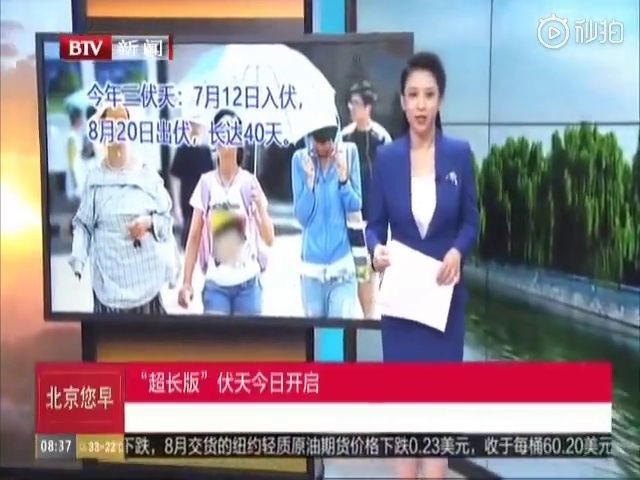 BTV 新闻
秒拍
今年三伏天：7月12日入伏，
8月20日出伏，长达40天。
北京您早
“超长版”伏天今日开启
08:37 33-22 下跌，8月交货的纽约轻质原油期货价格下跌0.23美元，收于每桶60.20美元